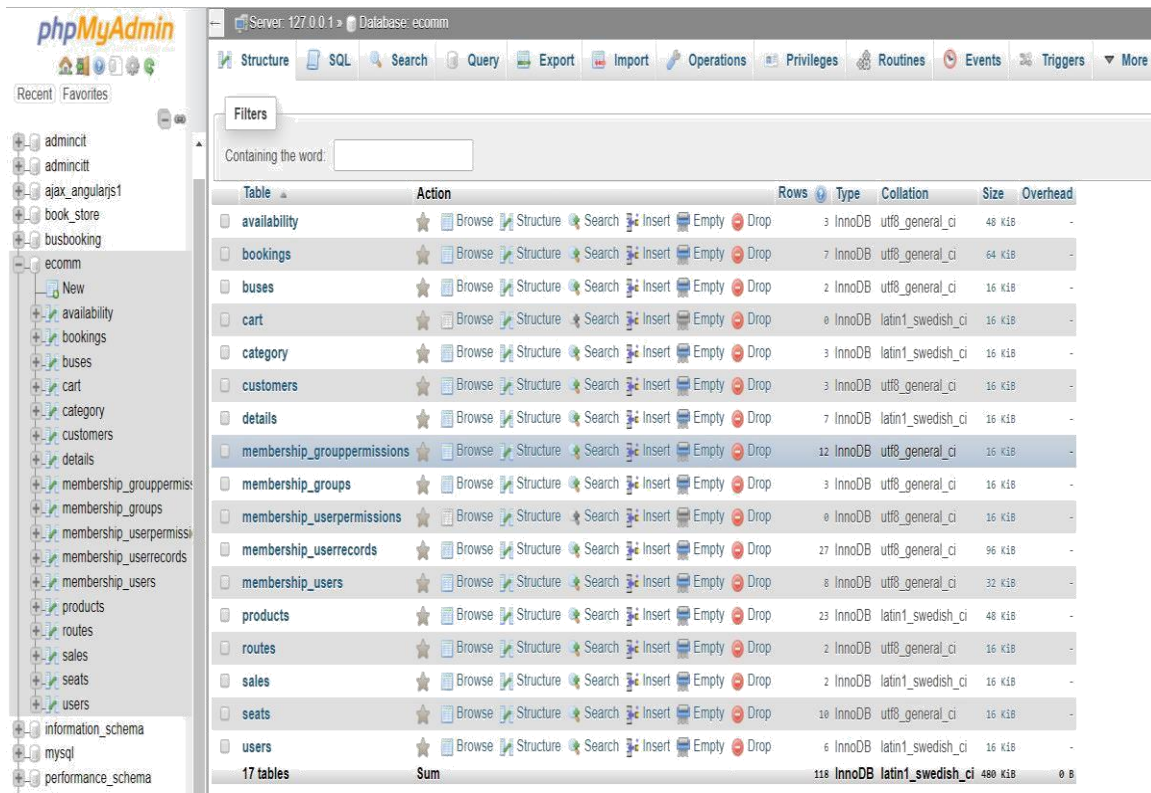 phpMyAdmin
Recent Favorites
admincit
admincitt
ajax_angularjs1
book_store
busbooking
ecomm
New
availability
bookings
buses
cart
category
customers
details
membership_grouppermis
membership_groups
membership_userpermissi
membership_userrecords
membership_users
products
routes
sales
seats
users
information_schema
mysql
performance_schema
Server: 127.0.0.1 » Database: ecomm
Structure SQL Search Query Export Import Operations Privileges Routines Events Triggers More
Filters
Containing the word:
Table Action Rows Type Collation Size Overhead
availability Browse Structure Search Insert Empty Drop 3 InnoDB utf8_general_ci 48 KiB -
bookings Browse Structure Search Insert Empty Drop 7 InnoDB utf8_general_ci 64 KiB -
buses Browse Structure Search Insert Empty Drop 2 InnoDB utf8_general_ci 16 KiB -
cart Browse Structure Search Insert Empty Drop 0 InnoDB latin1_swedish_ci 16 KiB -
category Browse Structure Search Insert Empty Drop 3 InnoDB latin1_swedish_ci 16 KiB -
customers Browse Structure Search Insert Empty Drop 3 InnoDB utf8_general_ci 16 KiB -
details Browse Structure Search Insert Empty Drop 7 InnoDB latin1_swedish_ci 16 KiB -
membership_grouppermissions Browse Structure Search Insert Empty Drop 12 InnoDB utf8_general_ci 16 KiB -
membership_groups Browse Structure Search Insert Empty Drop 3 InnoDB utf8_general_ci 16 KiB -
membership_userpermissions Browse Structure Search Insert Empty Drop 0 InnoDB utf8_general_ci 16 KiB -
membership_userrecords Browse Structure Search Insert Empty Drop 27 InnoDB utf8_general_ci 96 KiB -
membership_users Browse Structure Search Insert Empty Drop 8 InnoDB utf8_general_ci 32 KiB -
products Browse Structure Search Insert Empty Drop 23 InnoDB latin1_swedish_ci 48 KiB -
routes Browse Structure Search Insert Empty Drop 2 InnoDB utf8_general_ci 16 KiB -
sales Browse Structure Search Insert Empty Drop 2 InnoDB latin1_swedish_ci 16 KiB -
seats Browse Structure Search Insert Empty Drop 10 InnoDB utf8_general_ci 16 KiB -
users Browse Structure Search Insert Empty Drop 6 InnoDB latin1_swedish_ci 16 KiB -
17 tables Sum 118 InnoDB latin1_swedish_ci 480 KiB 0 B